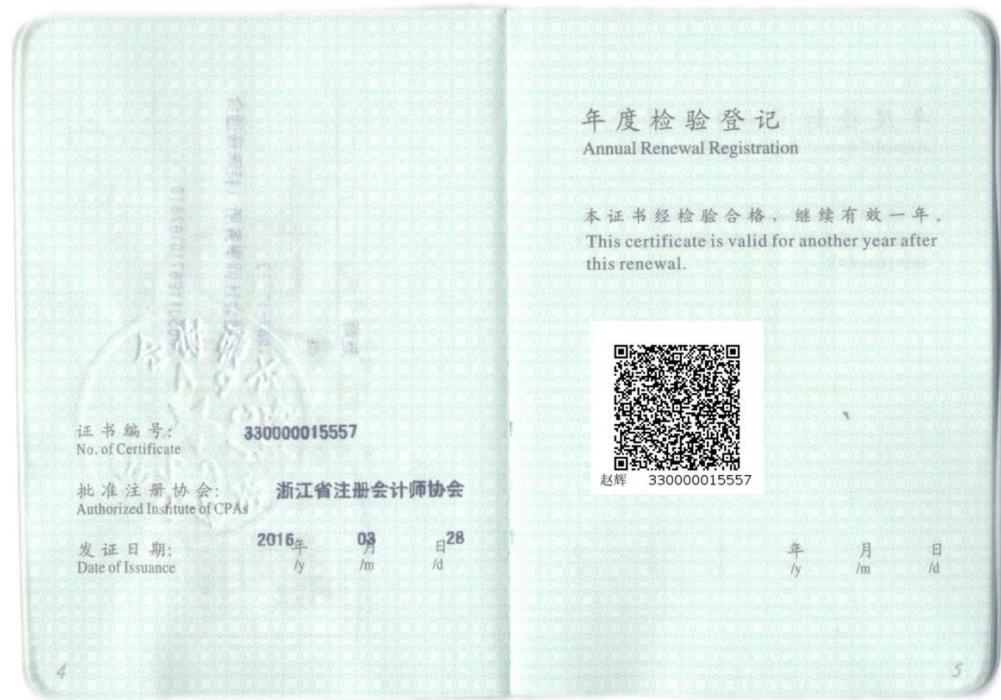 证书编号: 330000015557
No. of Certificate
批准注册协会: 浙江省注册会计师协会
Authorized Institute of CPAs
发证日期: 2016年 03月 日28
Date of Issuance /y /m /d
4
年度检验登记
Annual Renewal Registration
本证书经检验合格，继续有效一年。
This certificate is valid for another year after
this renewal.
赵辉 330000015557
年 月 日
/y /m /d
5